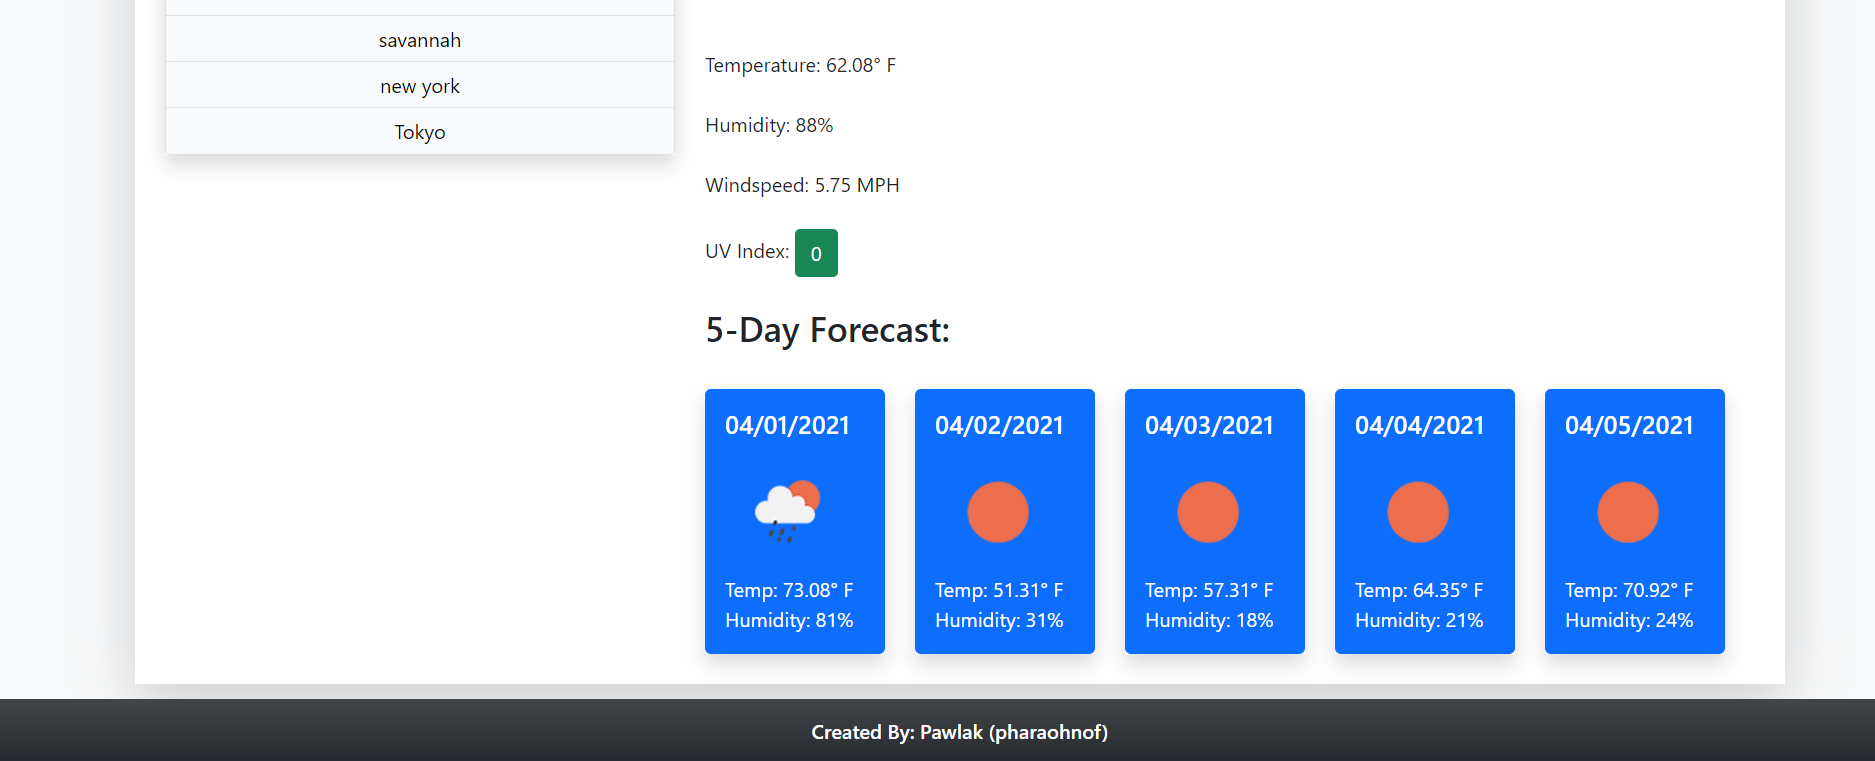 savannah
new york
Tokyo
Temperature: 62.08° F
Humidity: 88%
Windspeed: 5.75 MPH
UV Index: 0
5-Day Forecast:
04/01/2021
Temp: 73.08° F
Humidity: 81%
04/02/2021
Temp: 51.31° F
Humidity: 31%
04/03/2021
Temp: 57.31° F
Humidity: 18%
04/04/2021
Temp: 64.35° F
Humidity: 21%
04/05/2021
Temp: 70.92° F
Humidity: 24%
Created By: Pawlak (pharaohnof)